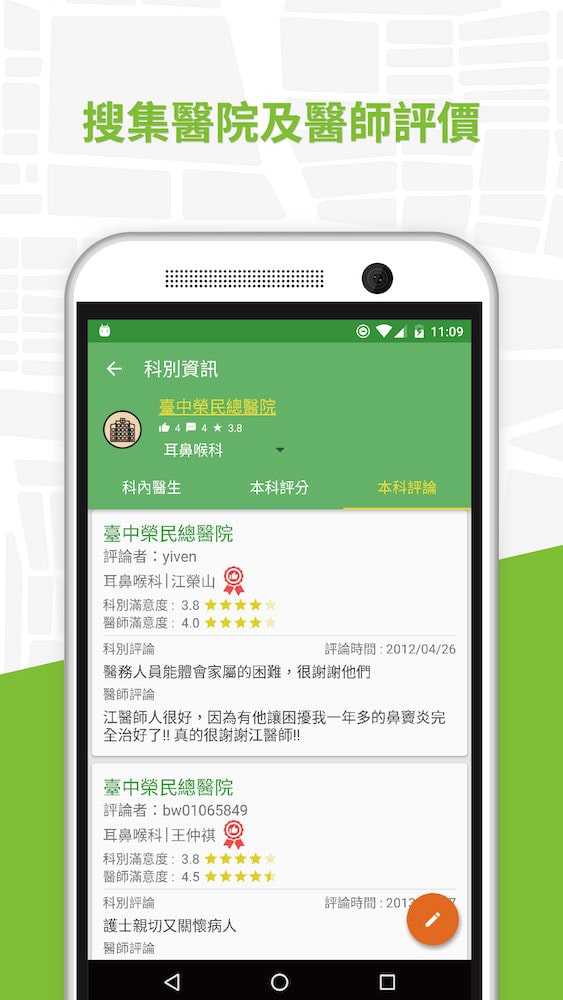 搜集醫院及醫師評價
11:09
科別資訊
臺中榮民總醫院
4 4 3.8
耳鼻喉科
科內醫生 本科評分 本科評論
臺中榮民總醫院
評論者：yiven
耳鼻喉科|江榮山
科別滿意度： 3.8
醫師滿意度： 4.0
科別評論 評論時間 : 2012/04/26
醫務人員能體會家屬的困難，很謝謝他們
醫師評論
江醫師人很好，因為有他讓困擾我一年多的鼻竇炎完
全治好了!! 真的很謝謝江醫師!!
臺中榮民總醫院
評論者：bw01065849
耳鼻喉科|王仲祺
科別滿意度： 3.8
醫師滿意度： 4.5
科別評論 評論時間 :
護士親切又關懷病人
醫師評論